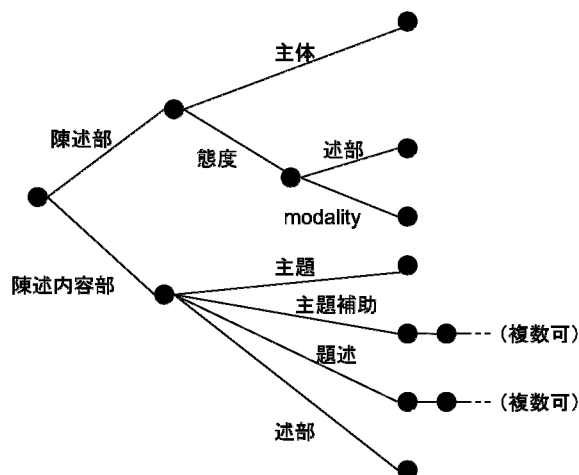 主体
陳述部
態度
述部
modality
陳述内容部
主題
主題補助
(複数可)
題述
(複数可)
述部